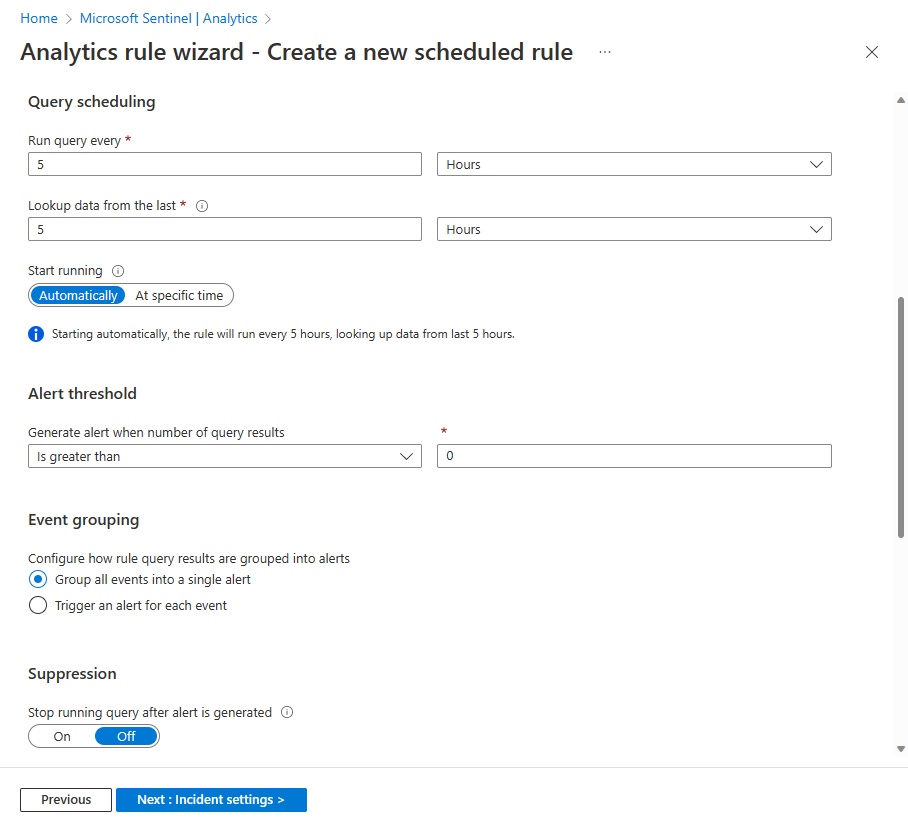 Home > Microsoft Sentinel | Analytics >
Analytics rule wizard - Create a new scheduled rule ...
Query scheduling
Run query every *
5 Hours
Lookup data from the last *
5 Hours
Start running
Automatically At specific time
Starting automatically, the rule will run every 5 hours, looking up data from last 5 hours.
Alert threshold
Generate alert when number of query results *
Is greater than 0
Event grouping
Configure how rule query results are grouped into alerts
Group all events into a single alert
Trigger an alert for each event
Suppression
Stop running query after alert is generated
On Off
Previous Next : Incident settings >